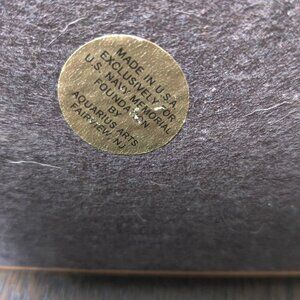 MADE IN U.S.A.
EXCLUSIVELY FOR
U.S. NAVY MEMORIAL
FOUNDATION
BY
AQUARIUS ARTS
FAIRVIEW, NJ